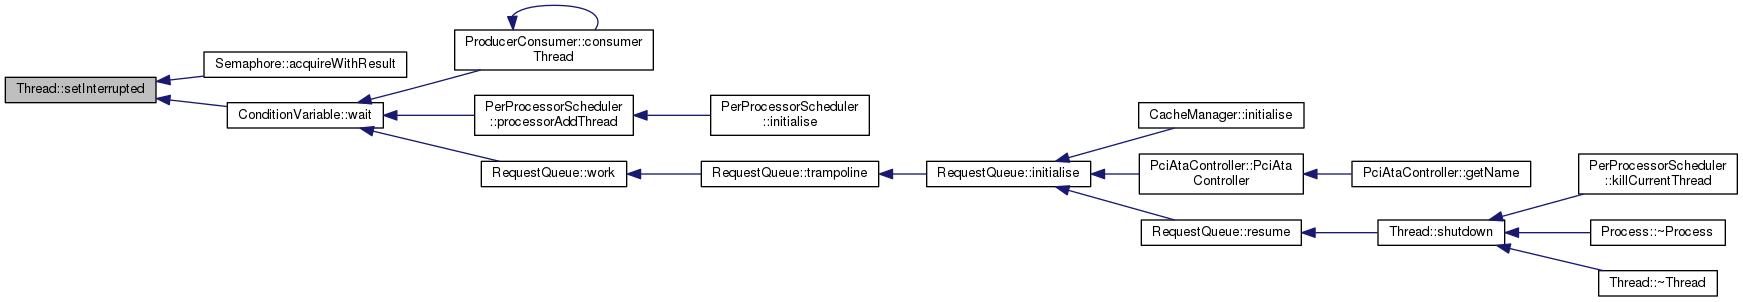 Thread::setInterrupted
Semaphore::acquireWithResult
ConditionVariable::wait
ProducerConsumer::consumer
Thread
PerProcessorScheduler
::processorAddThread
PerProcessorScheduler
::initialise
RequestQueue::work
RequestQueue::trampoline
RequestQueue::initialise
CacheManager::initialise
PciAtaController::PciAta
Controller
PciAtaController::getName
RequestQueue::resume
Thread::shutdown
PerProcessorScheduler
::killCurrentThread
Process::~Process
Thread::~Thread